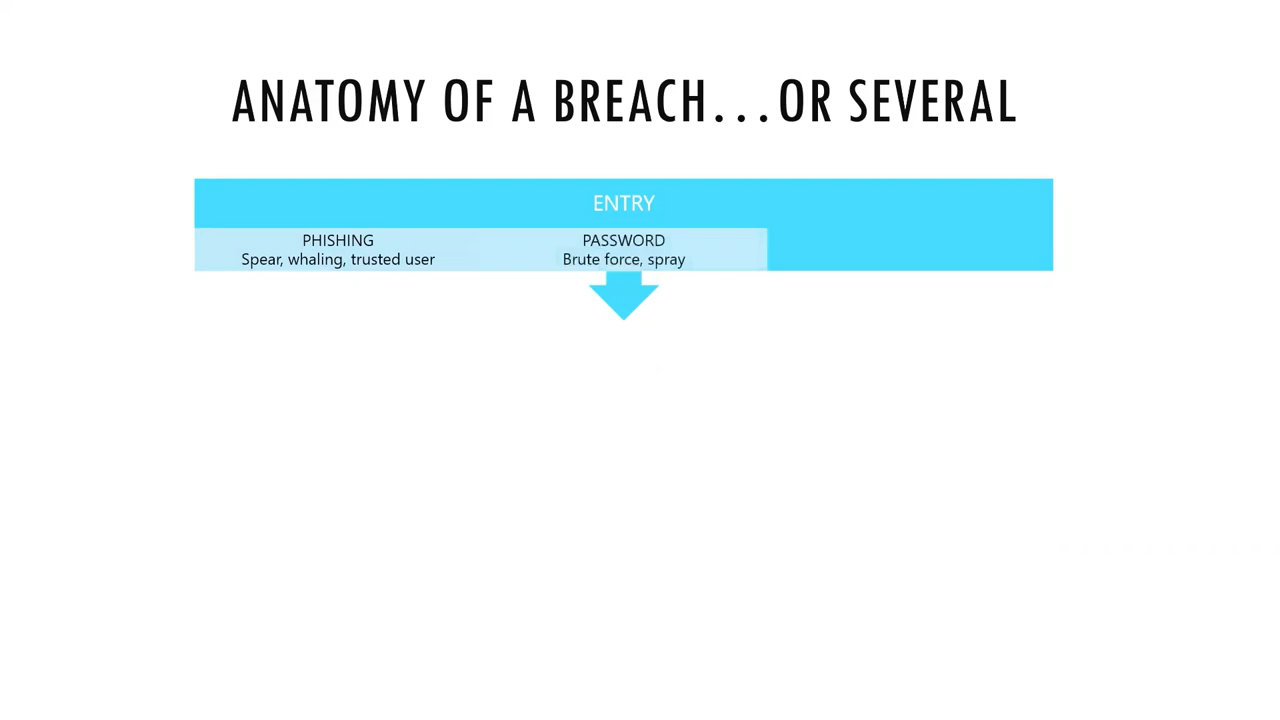 ANATOMY OF A BREACH...OR SEVERAL
ENTRY
PHISHING
Spear, whaling, trusted user
PASSWORD
Brute force, spray